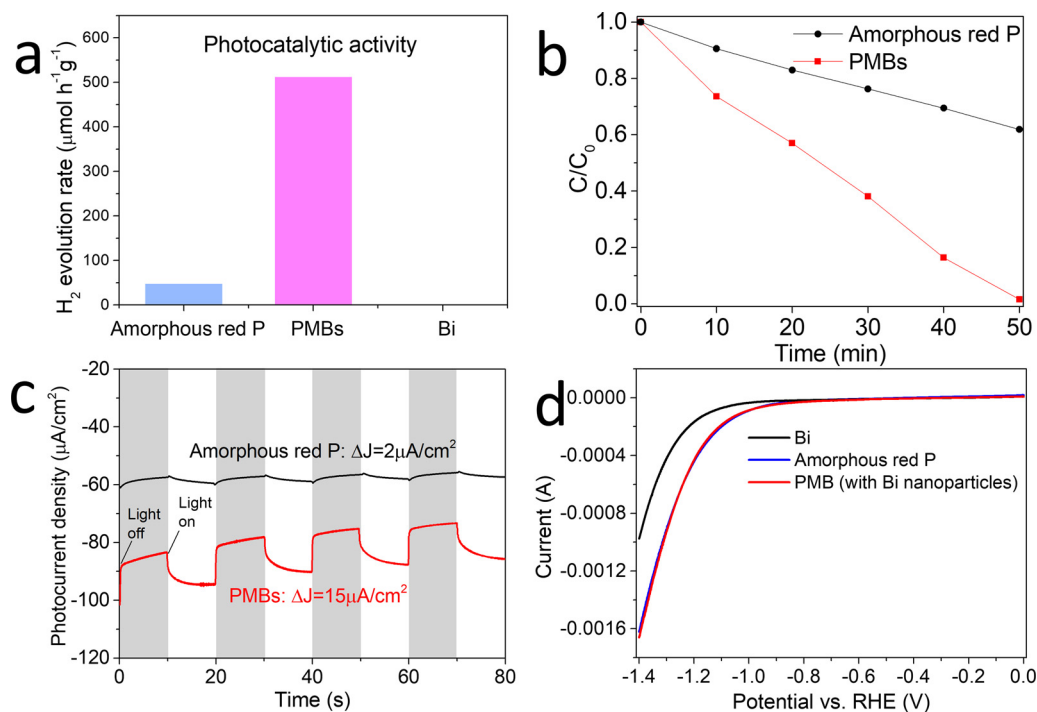 a
Photocatalytic activity
H₂ evolution rate (μmol h⁻¹g⁻¹)
600
500
400
300
200
100
50
0
Amorphous red P
PMBs
Bi
b
Amorphous red P
PMBs
C/C₀
1.0
0.8
0.6
0.4
0.2
0.0
0 10 20 30 40 50
Time (min)
c
Photocurrent density (μA/cm²)
-20
-40
-60
-80
-100
-120
Amorphous red P: ΔJ=2μA/cm²
Light
off
Light
on
PMBs: ΔJ=15μA/cm²
0 20 40 60 80
Time (s)
d
Current (A)
0.0000
-0.0004
-0.0008
-0.0012
-0.0016
Bi
Amorphous red P
PMB (with Bi nanoparticles)
-1.4 -1.2 -1.0 -0.8 -0.6 -0.4 -0.2 0.0
Potential vs. RHE (V)